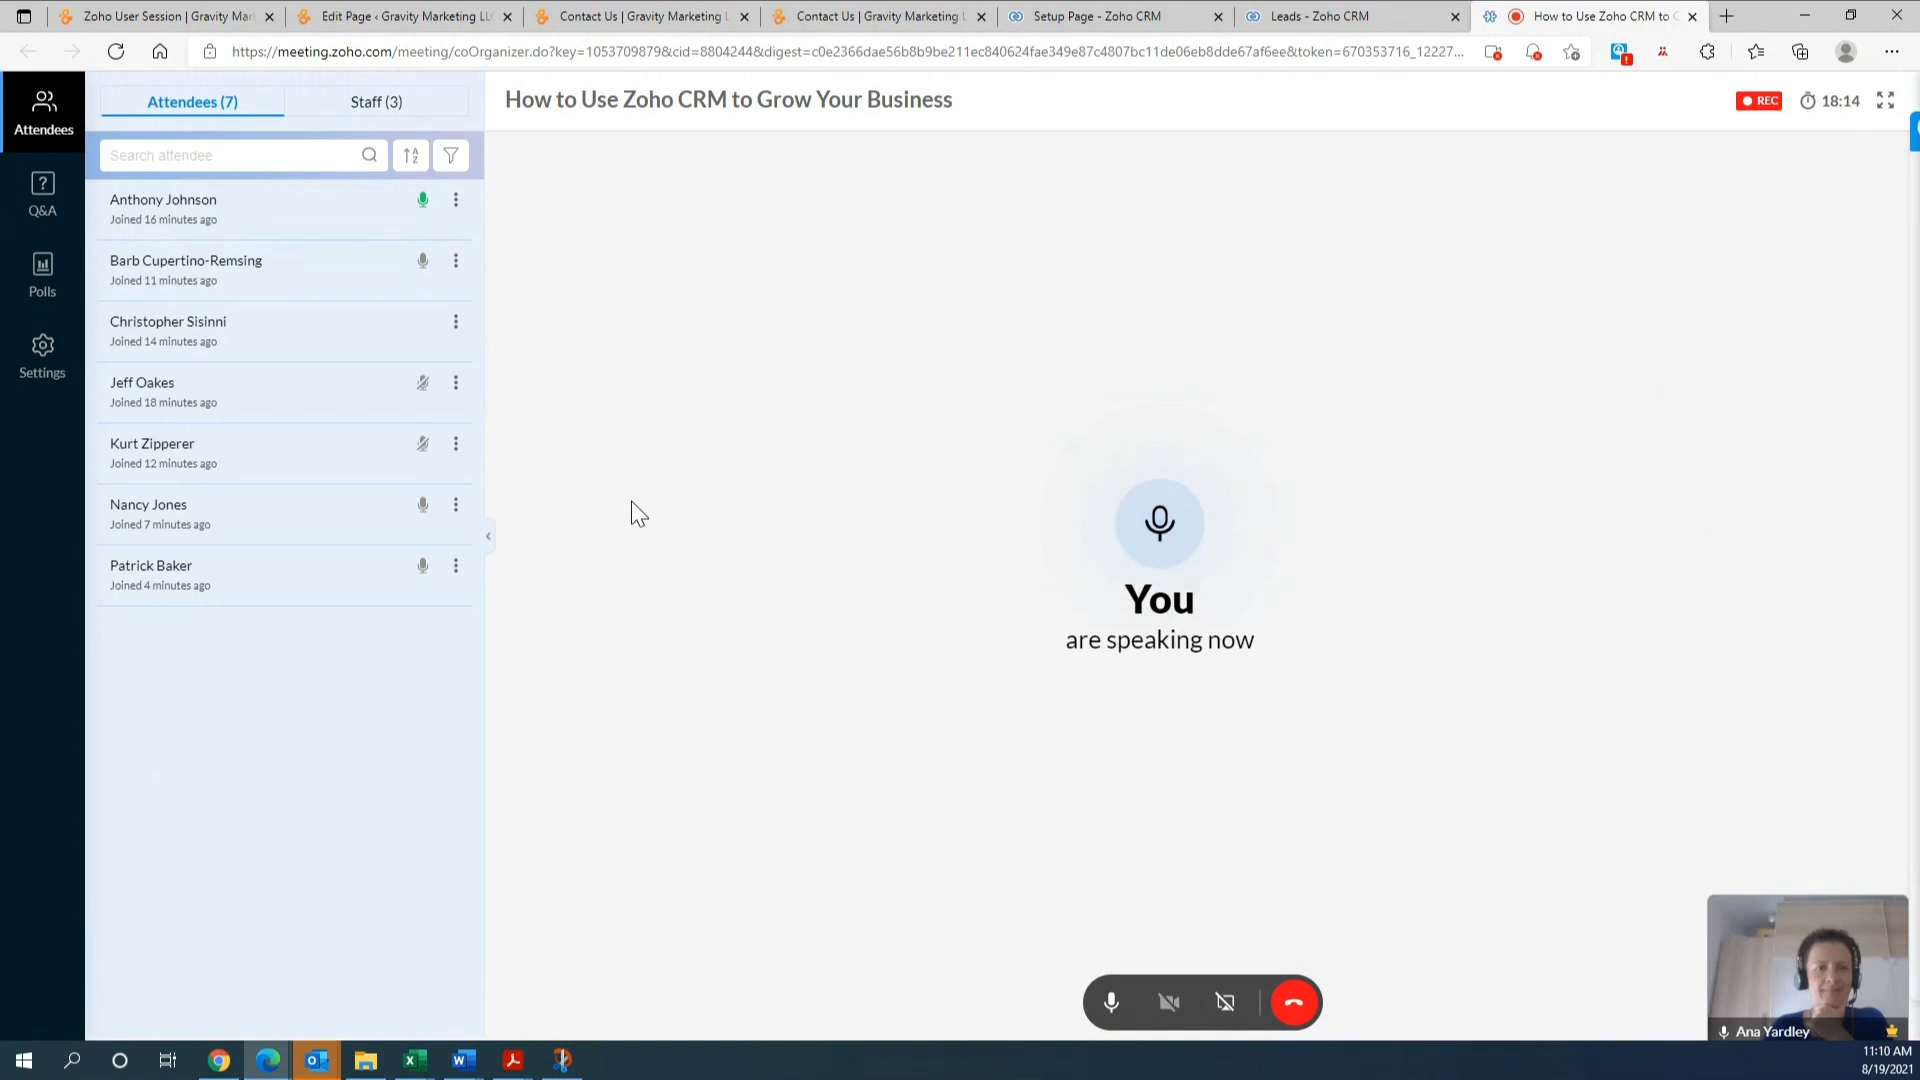 Zoho User Session | Gravity Mar
Edit Page ‹ Gravity Marketing LL
Contact Us | Gravity Marketing L
Contact Us | Gravity Marketing L
Setup Page - Zoho CRM
Leads - Zoho CRM
How to Use Zoho CRM to G
https://meeting.zoho.com/meeting/coOrganizer.do?key=1053709879&cid=8804244&digest=c0e2366dae56b8b9be211ec840624fae349e87c4807bc11de06eb8dde67af6ee&token=670353716_12227...
Attendees
Q&A
Polls
Settings
Attendees (7)
Staff (3)
Search attendee
Anthony Johnson
Joined 16 minutes ago
Barb Cupertino-Remsing
Joined 11 minutes ago
Christopher Sisinni
Joined 14 minutes ago
Jeff Oakes
Joined 18 minutes ago
Kurt Zipperer
Joined 12 minutes ago
Nancy Jones
Joined 7 minutes ago
Patrick Baker
Joined 4 minutes ago
How to Use Zoho CRM to Grow Your Business
REC
18:14
You
are speaking now
Ana Yardley
11:10 AM
8/19/2021